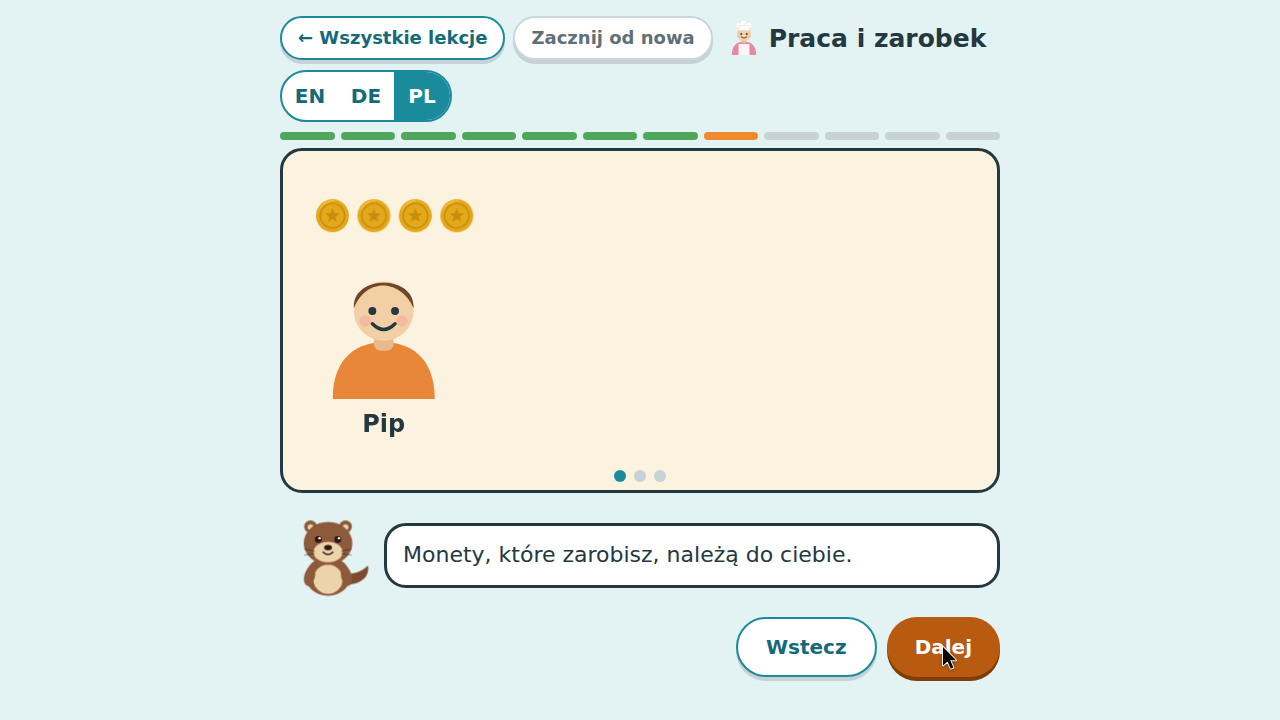 ← Wszystkie lekcje
Zacznij od nowa
Praca i zarobek
EN DE PL
Pip
Monety, które zarobisz, należą do ciebie.
Wstecz
Dalej